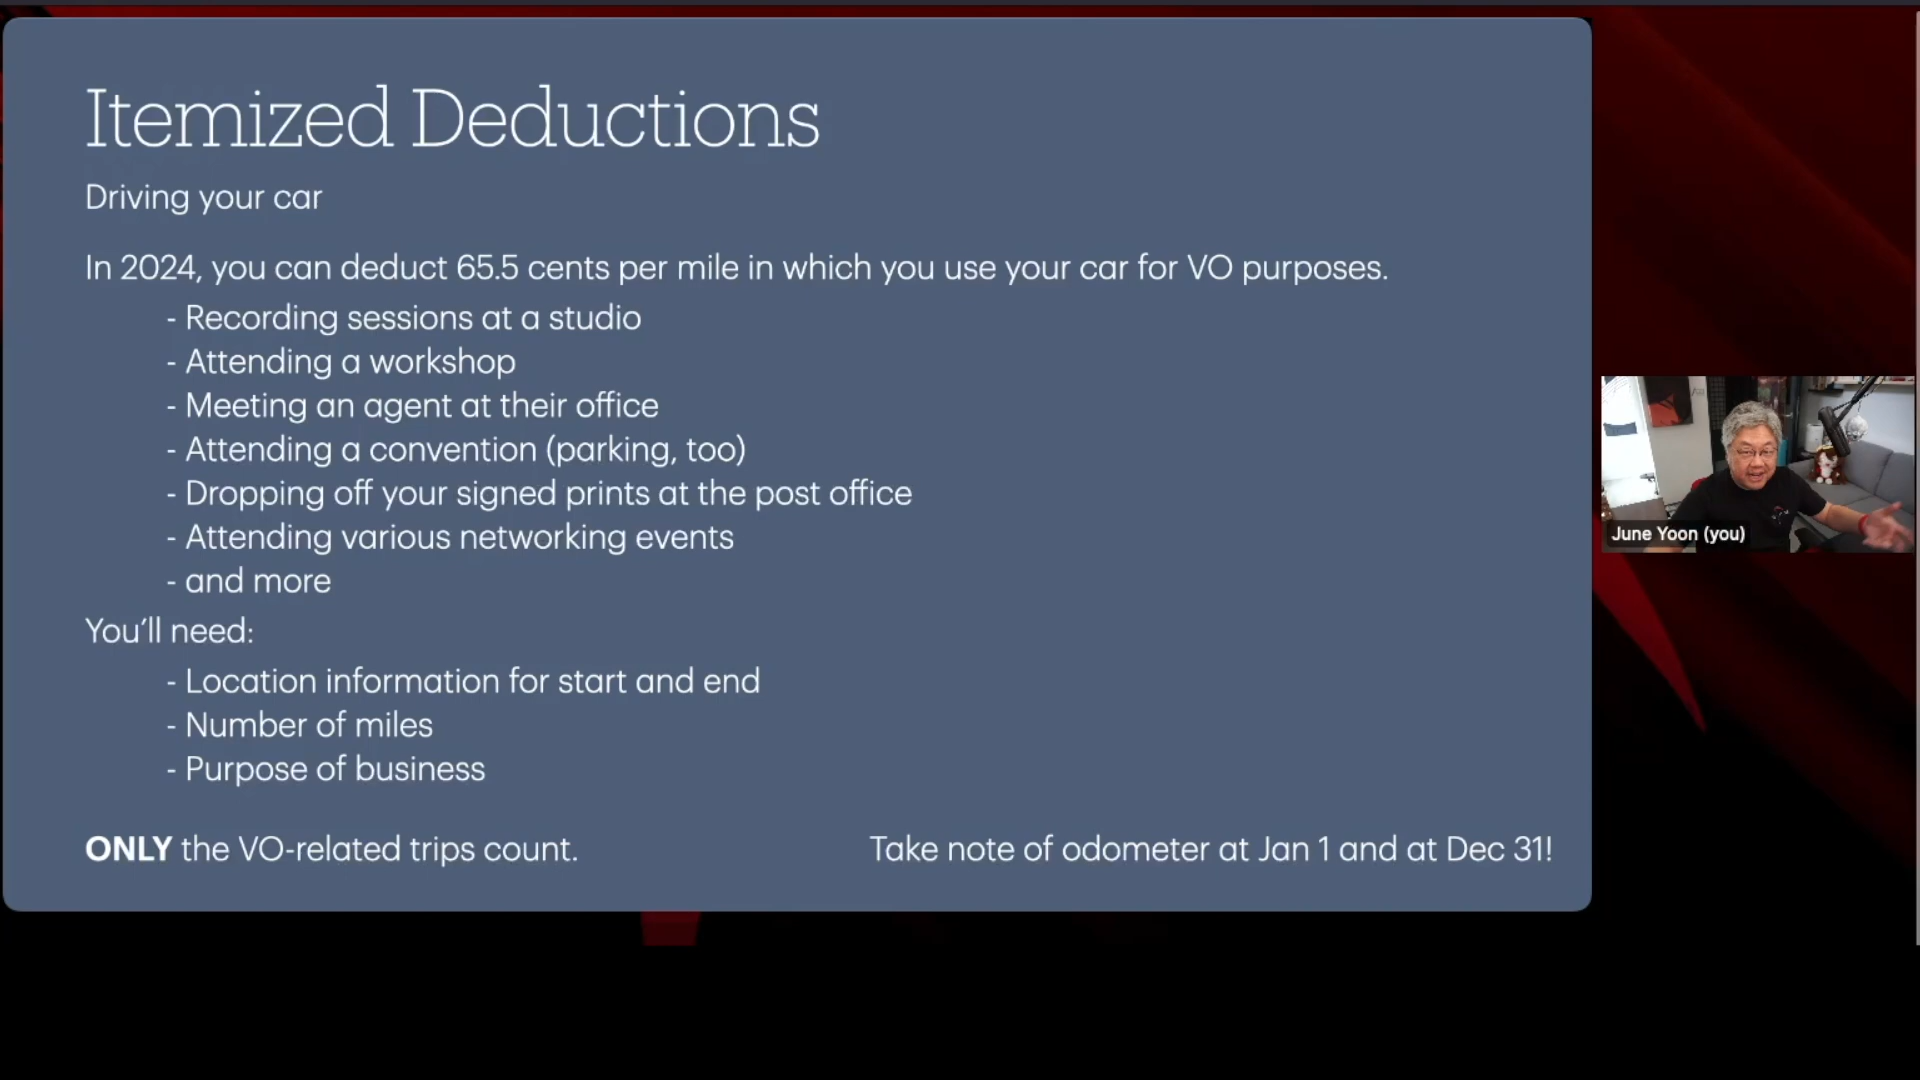 Itemized Deductions
Driving your car
In 2024, you can deduct 65.5 cents per mile in which you use your car for VO purposes.
- Recording sessions at a studio
- Attending a workshop
- Meeting an agent at their office
- Attending a convention (parking, too)
- Dropping off your signed prints at the post office
- Attending various networking events
- and more
You'll need:
- Location information for start and end
- Number of miles
- Purpose of business
ONLY the VO-related trips count.
Take note of odometer at Jan 1 and at Dec 31!
June Yoon (you)